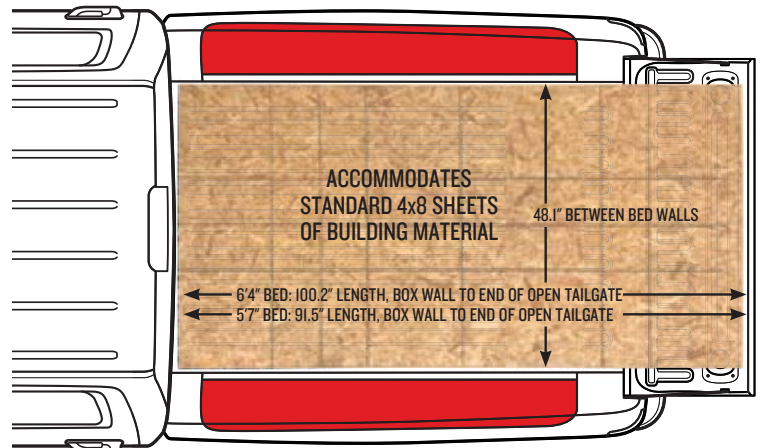 ACCOMMODATES
STANDARD 4x8 SHEETS
OF BUILDING MATERIAL
48.1" BETWEEN BED WALLS
6'4" BED: 100.2" LENGTH, BOX WALL TO END OF OPEN TAILGATE
5'7" BED: 91.5" LENGTH, BOX WALL TO END OF OPEN TAILGATE